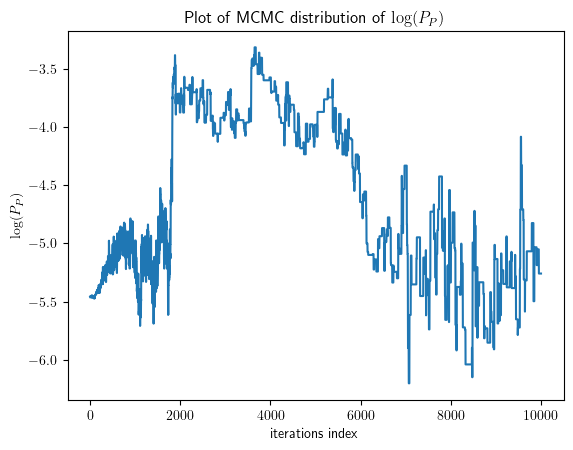 Plot of MCMC distribution of log(P_P)
log(P_P)
−3.5
−4.0
−4.5
−5.0
−5.5
−6.0
0 2000 4000 6000 8000 10000
iterations index